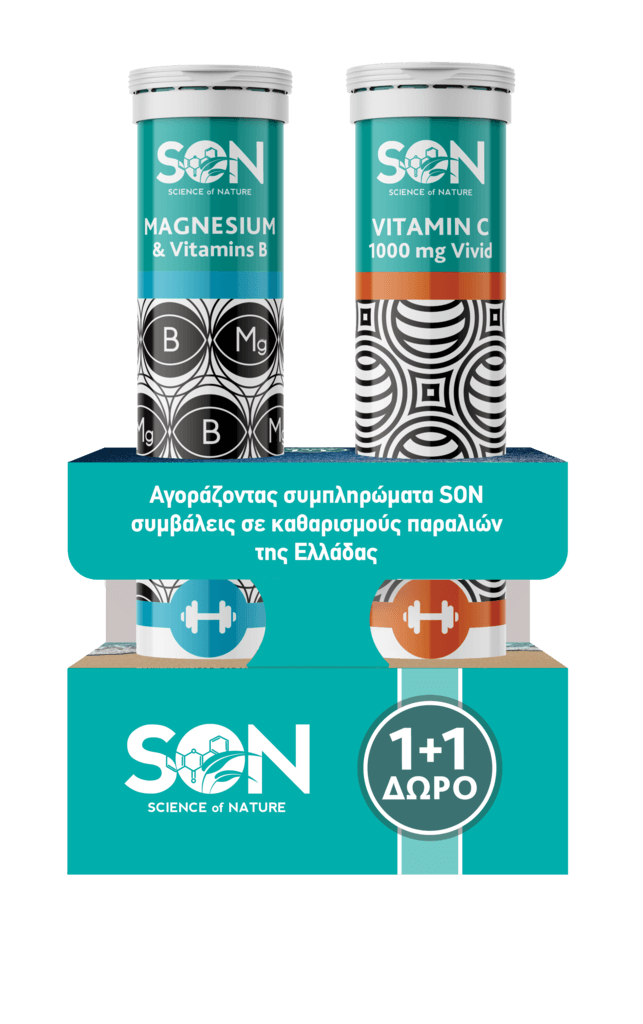 SON
SCIENCE of NATURE
MAGNESIUM
& Vitamins B
B
Mg
Mg
B
M
SON
SCIENCE of NATURE
VITAMIN C
1000 mg Vivid
Αγοράζοντας συμπληρώματα SON
συμβάλεις σε καθαρισμούς παραλιών
της Ελλάδας
SON
SCIENCE of NATURE
1+1
ΔΩΡΟ